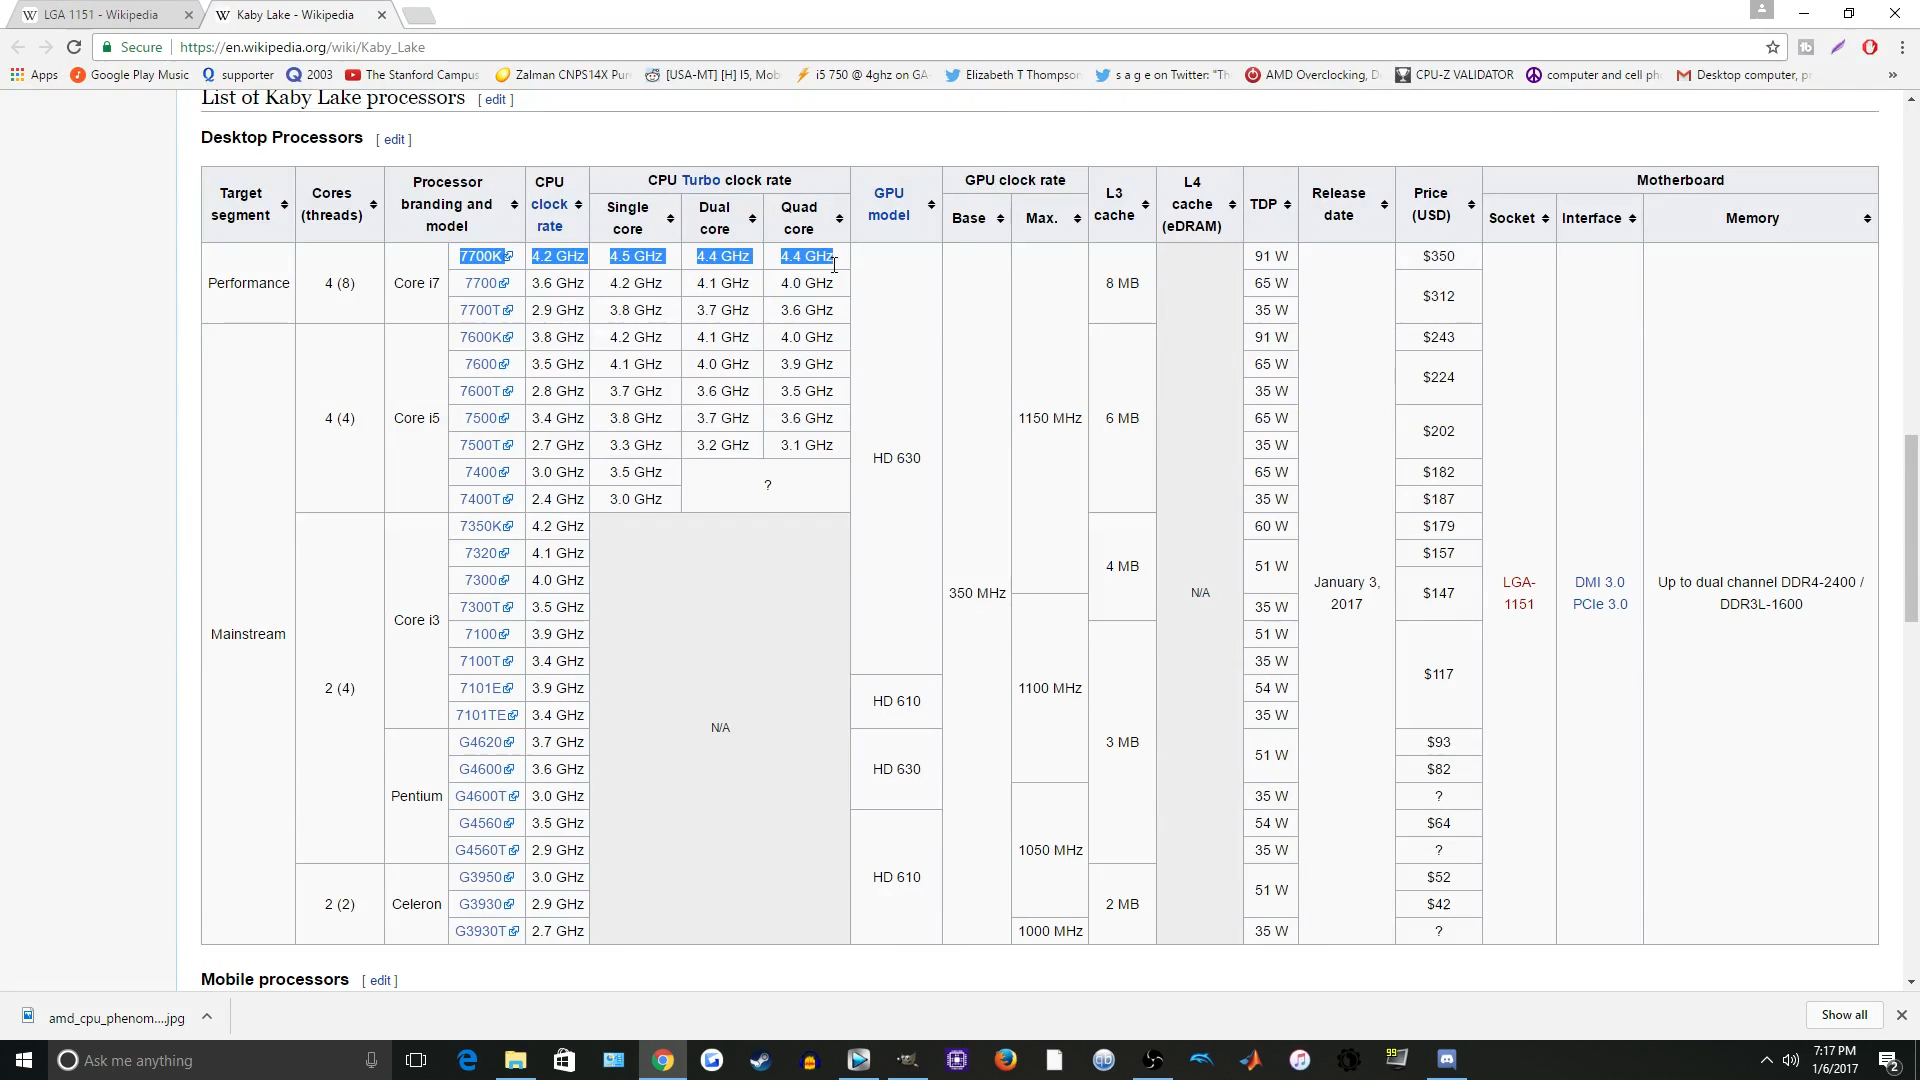 LGA 1151 - Wikipedia
Kaby Lake - Wikipedia
Secure
https://en.wikipedia.org/wiki/Kaby_Lake
Apps Google Play Music supporter 2003 The Stanford Campus Zalman CNPS14X Pur [USA-MT] [H] I5, Mob i5 750 @ 4ghz on GA- Elizabeth T Thompson s a g e on Twitter: "Th AMD Overclocking, D CPU-Z VALIDATOR computer and cell ph Desktop computer, pr
List of Kaby Lake processors [ edit ]
Desktop Processors [ edit ]
Target segment Cores (threads) Processor branding and model CPU clock rate CPU Turbo clock rate GPU model GPU clock rate L3 cache L4 cache (eDRAM) TDP Release date Price (USD) Motherboard
Single core Dual core Quad core Base Max. Socket Interface Memory
7700K 4.2 GHz 4.5 GHz 4.4 GHz 4.4 GHz 91 W $350
Performance 4 (8) Core i7 7700 3.6 GHz 4.2 GHz 4.1 GHz 4.0 GHz 8 MB 65 W $312
7700T 2.9 GHz 3.8 GHz 3.7 GHz 3.6 GHz 35 W
7600K 3.8 GHz 4.2 GHz 4.1 GHz 4.0 GHz 91 W $243
7600 3.5 GHz 4.1 GHz 4.0 GHz 3.9 GHz 65 W $224
7600T 2.8 GHz 3.7 GHz 3.6 GHz 3.5 GHz 35 W
4 (4) Core i5 7500 3.4 GHz 3.8 GHz 3.7 GHz 3.6 GHz 1150 MHz 6 MB 65 W $202
7500T 2.7 GHz 3.3 GHz 3.2 GHz 3.1 GHz HD 630 35 W
7400 3.0 GHz 3.5 GHz ? 65 W $182
7400T 2.4 GHz 3.0 GHz 35 W $187
7350K 4.2 GHz 60 W $179
7320 4.1 GHz 4 MB 51 W $157
7300 4.0 GHz 350 MHz N/A January 3, 2017 $147 LGA-1151 DMI 3.0 PCIe 3.0 Up to dual channel DDR4-2400 / DDR3L-1600
7300T 3.5 GHz 35 W
Mainstream Core i3 7100 3.9 GHz 51 W
7100T 3.4 GHz 35 W $117
2 (4) 7101E 3.9 GHz HD 610 1100 MHz 54 W
7101TE 3.4 GHz N/A 35 W
G4620 3.7 GHz 3 MB 51 W $93
G4600 3.6 GHz HD 630 $82
Pentium G4600T 3.0 GHz 35 W ?
G4560 3.5 GHz 54 W $64
G4560T 2.9 GHz 1050 MHz 35 W ?
G3950 3.0 GHz HD 610 51 W $52
2 (2) Celeron G3930 2.9 GHz 2 MB $42
G3930T 2.7 GHz 1000 MHz 35 W ?
Mobile processors [ edit ]
amd_cpu_phenom....jpg
Show all
Ask me anything
7:17 PM
1/6/2017